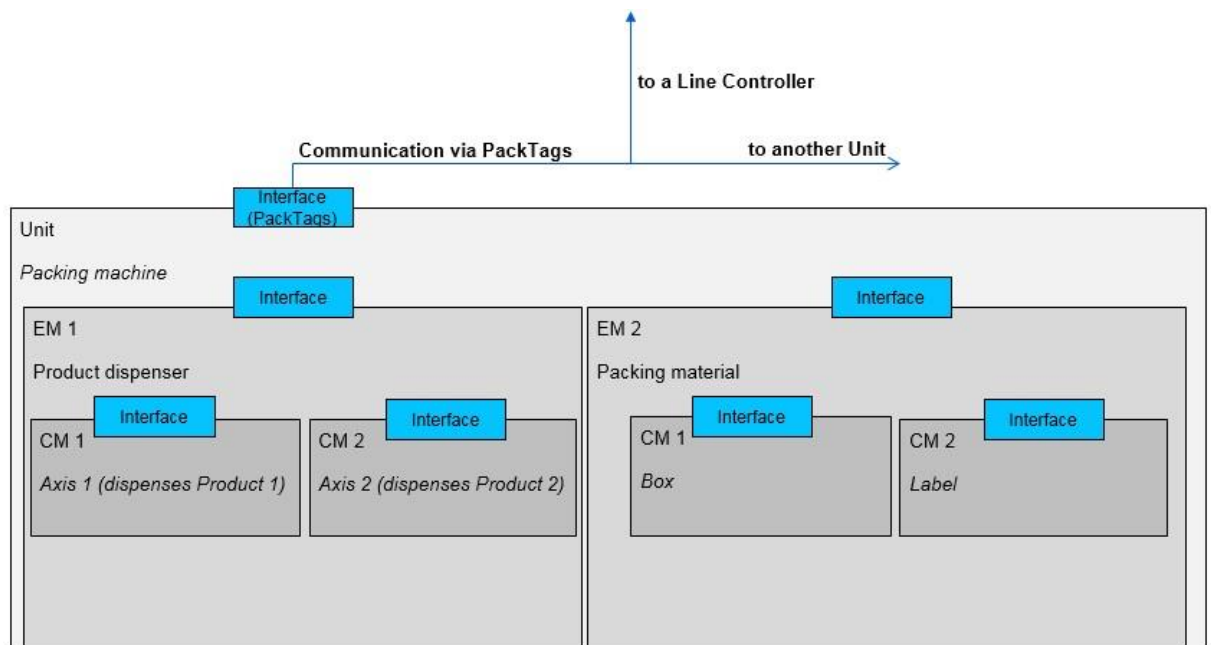 to a Line Controller
Communication via PackTags
to another Unit
Interface
(PackTags)
Unit
Packing machine
Interface
Interface
EM 1
EM 2
Product dispenser
Packing material
Interface
Interface
Interface
Interface
CM 1
CM 2
CM 1
CM 2
Axis 1 (dispenses Product 1)
Axis 2 (dispenses Product 2)
Box
Label